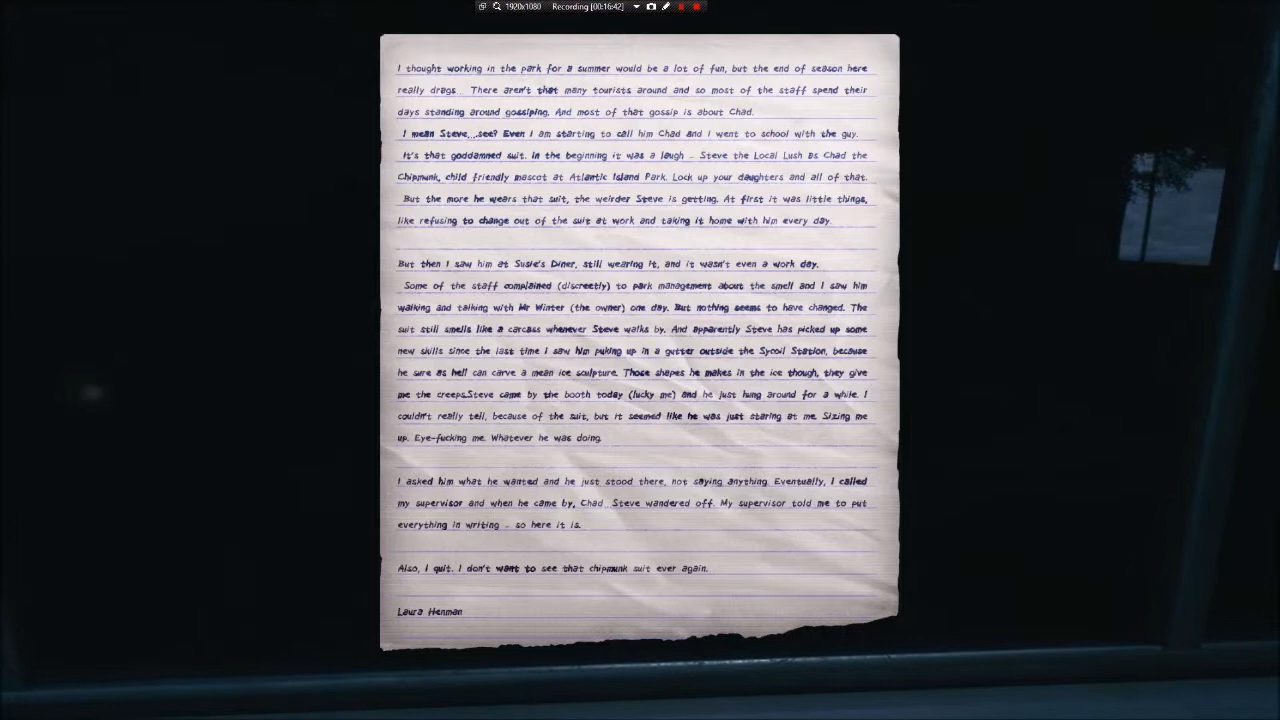 1920x1080 Recording [00:16:42]
I thought working in the park for a summer would be a lot of fun, but the end of season here
really drags... There aren't that many tourists around and so most of the staff spend their
days standing around gossiping. And most of that gossip is about Chad.
I mean Steve...see? Even I am starting to call him Chad and I went to school with the guy.
It's that goddamned suit. In the beginning it was a laugh - Steve the Local Lush as Chad the
Chipmunk, child friendly mascot at Atlantic Island Park. Lock up your daughters and all of that.
But the more he wears that suit, the weirder Steve is getting. At first it was little things,
like refusing to change out of the suit at work and taking it home with him every day.
But then I saw him at Susie's Diner, still wearing it, and it wasn't even a work day.
Some of the staff complained (discreetly) to park management about the smell and I saw him
walking and talking with Mr Winter (the owner) one day. But nothing seems to have changed. The
suit still smells like a carcass whenever Steve walks by. And apparently Steve has picked up some
new skills since the last time I saw him puking up in a gutter outside the Sycoil Station, because
he sure as hell can carve a mean ice sculpture. Those shapes he makes in the ice though, they give
me the creeps.Steve came by the booth today (lucky me) and he just hung around for a while. I
couldn't really tell, because of the suit, but it seemed like he was just staring at me. Sizing me
up. Eye-fucking me. Whatever he was doing.
I asked him what he wanted and he just stood there, not saying anything. Eventually, I called
my supervisor and when he came by, Chad... Steve wandered off. My supervisor told me to put
everything in writing - so here it is.
Also, I quit. I don't want to see that chipmunk suit ever again.
Laura Henman